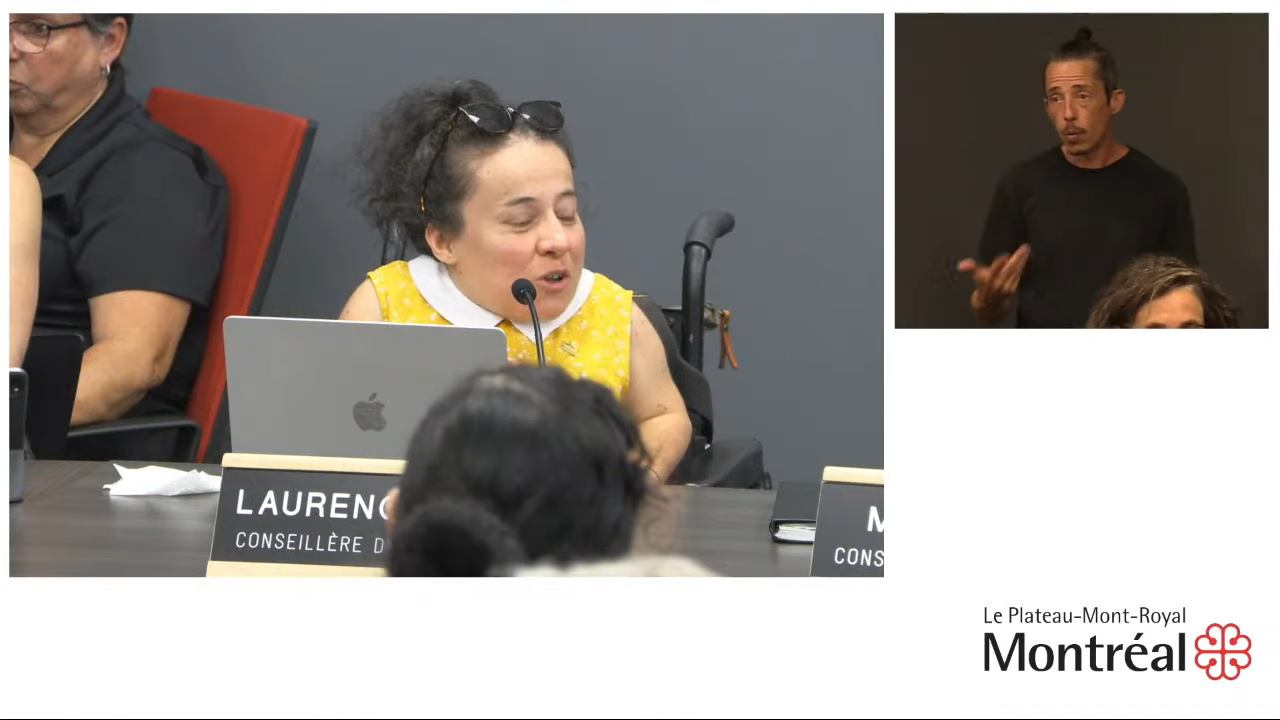 LAURENC
CONSEILLÈRE D
M
CONS
Le Plateau-Mont-Royal
Montréal